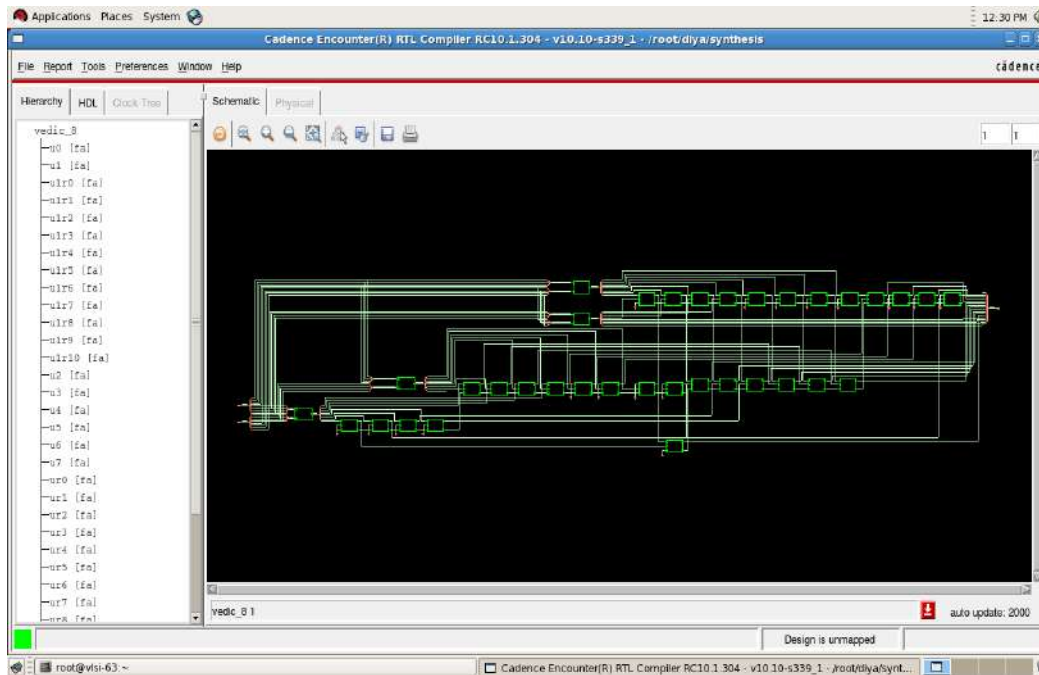 Applications Places System
12:30 PM
Cadence Encounter(R) RTL Compiler RC10.1.304 - v10.10-s339_1 - /root/diya/synthesis
File Report Tools Preferences Window Help
cādence
Hierarchy HDL Clock Tree
Schematic Physical
1 1
vedic_8
u0 [fa]
u1 [fa]
u1r0 [fa]
u1r1 [fa]
u1r2 [fa]
u1r3 [fa]
u1r4 [fa]
u1r5 [fa]
u1r6 [fa]
u1r7 [fa]
u1r8 [fa]
u1r9 [fa]
u1r10 [fa]
u2 [fa]
u3 [fa]
u4 [fa]
u5 [fa]
u6 [fa]
u7 [fa]
ur0 [fa]
ur1 [fa]
ur2 [fa]
ur3 [fa]
ur4 [fa]
ur5 [fa]
ur6 [fa]
ur7 [fa]
ur8 [fa]
vedic_8 1
auto update: 2000
Design is unmapped
root@vlsi-63:~
Cadence Encounter(R) RTL Compiler RC10.1.304 - v10.10-s339_1 - /root/diya/synt...